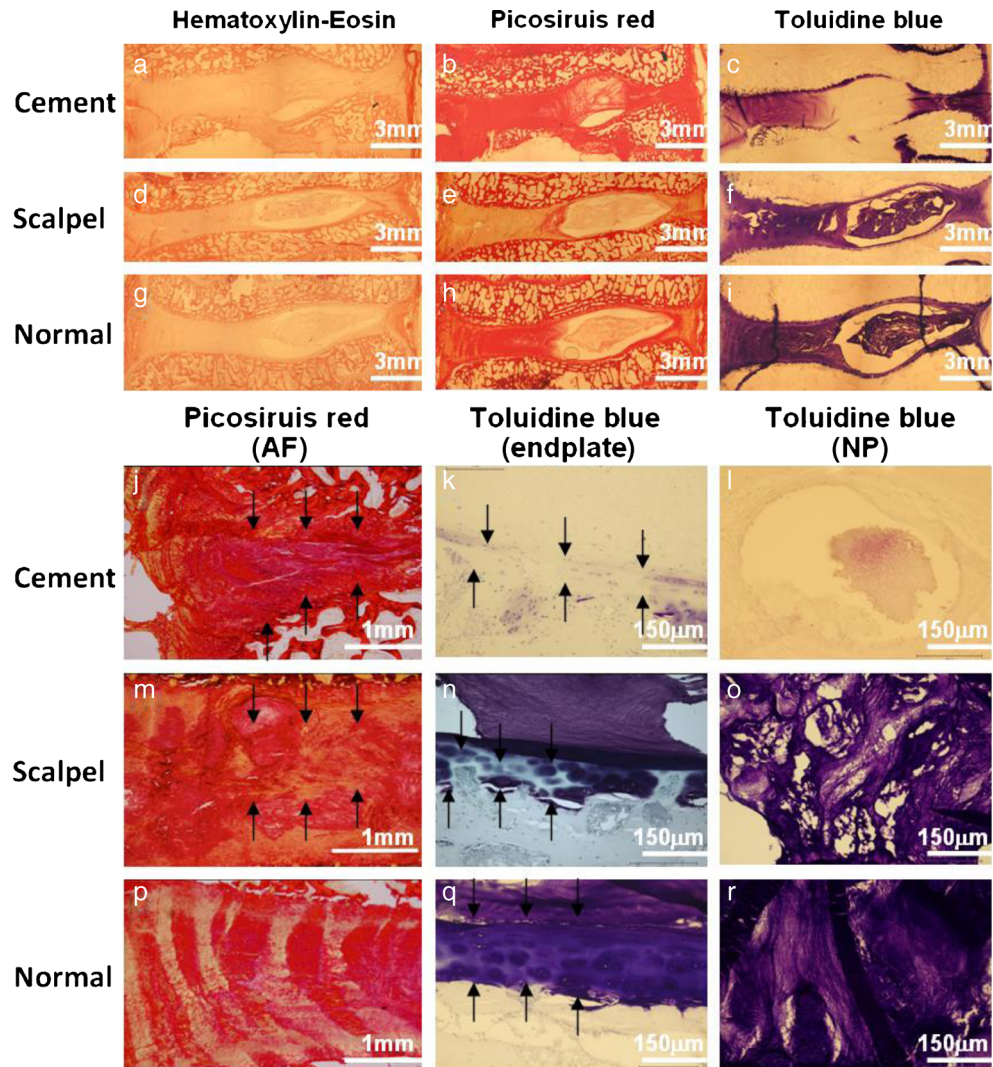 Hematoxylin-Eosin Picosiruis red Toluidine blue
Cement a 3mm b 3mm c 3mm
Scalpel d 3mm e 3mm f 3mm
Normal g 3mm h 3mm i 3mm
Picosiruis red Toluidine blue Toluidine blue
(AF) (endplate) (NP)
Cement j 1mm k 150μm l 150μm
Scalpel m 1mm n 150μm o 150μm
Normal p 1mm q 150μm r 150μm